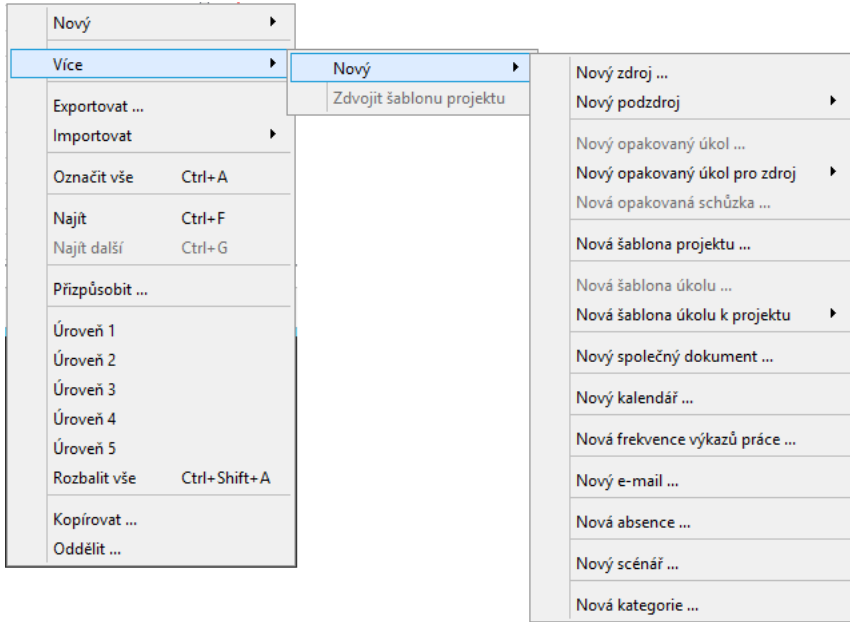 Nový
Více
Exportovat ...
Importovat
Označit vše Ctrl+A
Najít Ctrl+F
Najít další Ctrl+G
Přizpůsobit ...
Úroveň 1
Úroveň 2
Úroveň 3
Úroveň 4
Úroveň 5
Rozbalit vše Ctrl+Shift+A
Kopírovat ...
Oddělit ...
Nový
Zdvojit šablonu projektu
Nový zdroj ...
Nový podzdroj
Nový opakovaný úkol ...
Nový opakovaný úkol pro zdroj
Nová opakovaná schůzka ...
Nová šablona projektu ...
Nová šablona úkolu ...
Nová šablona úkolu k projektu
Nový společný dokument ...
Nový kalendář ...
Nová frekvence výkazů práce ...
Nový e-mail ...
Nová absence ...
Nový scénář ...
Nová kategorie ...